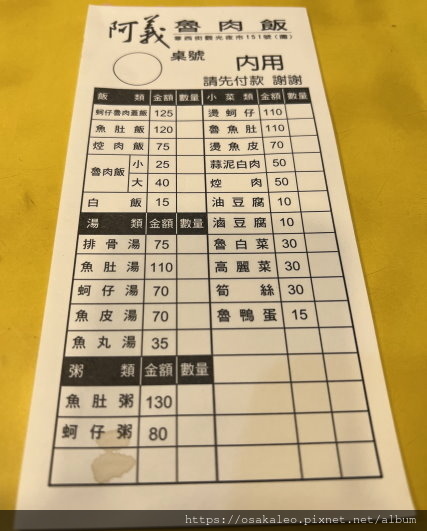 阿義 魯肉飯
華西街觀光夜市151號(攤)
桌號
內用
請先付款 謝謝
飯類 金額 數量 小菜類 金額 數量
蚵仔魯肉蓋飯 125 燙蚵仔 110
魚肚飯 120 魯魚肚 110
焢肉飯 75 燙魚皮 70
魯肉飯 小 25 蒜泥白肉 50
大 40 焢肉 50
白飯 15 油豆腐 10
湯類 金額 數量 滷豆腐 10
排骨湯 75 魯白菜 30
魚肚湯 110 高麗菜 30
蚵仔湯 70 筍絲 30
魚皮湯 70 魯鴨蛋 15
魚丸湯 35
粥類 金額 數量
魚肚粥 130
蚵仔粥 80
https://osakaleo.pixnet.net/album